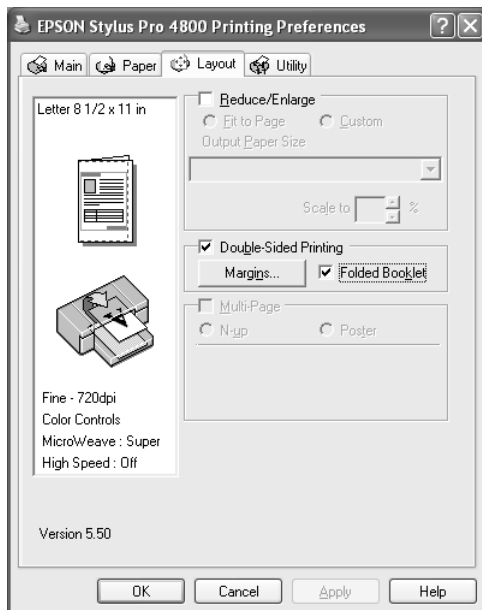 EPSON Stylus Pro 4800 Printing Preferences
Main Paper Layout Utility
Letter 8 1/2 x 11 in
Reduce/Enlarge
Fit to Page Custom
Output Paper Size
Scale to %
Double-Sided Printing
Margins... Folded Booklet
Multi-Page
N-up Poster
Fine - 720dpi
Color Controls
MicroWeave : Super
High Speed : Off
Version 5.50
OK Cancel Apply Help